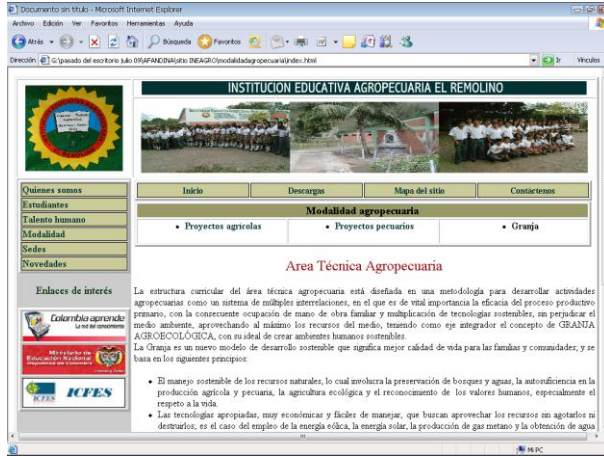 Documento sin título - Microsoft Internet Explorer
Archivo Edición Ver Favoritos Herramientas Ayuda
Atrás Búsqueda Favoritos
Dirección G:\pasado del escritorio julio 09\AFANDINA\sitio INEAGRO\modalidadagropecuaria\index.html Ir Vínculos
INSTITUCION EDUCATIVA AGROPECUARIA EL REMOLINO
Quienes somos
Estudiantes
Talento humano
Modalidad
Sedes
Novedades
Enlaces de interés
Colombia aprende
La red del conocimiento
Ministerio de
Educación Nacional
República de Colombia
ICFES
Inicio Descargas Mapa del sitio Contáctenos
Modalidad agropecuaria
• Proyectos agrícolas • Proyectos pecuarios • Granja
Area Técnica Agropecuaria
La estructura curricular del área técnica agropecuaria está diseñada en una metodología para desarrollar actividades
agropecuarias como un sistema de múltiples interrelaciones, en el que es de vital importancia la eficacia del proceso productivo
primario, con la consecuente ocupación de mano de obra familiar y multiplicación de tecnologías sostenibles, sin perjudicar el
medio ambiente, aprovechando al máximo los recursos del medio, teniendo como eje integrador el concepto de GRANJA
AGROECOLÓGICA, con su ideal de crear ambientes humanos sostenibles.
La Granja es un nuevo modelo de desarrollo sostenible que significa mejor calidad de vida para las familias y comunidades; y se
basa en los siguientes principios:
• El manejo sostenible de los recursos naturales, lo cual involucra la preservación de bosques y aguas, la autosuficiencia en la
producción agrícola y pecuaria, la agricultura ecológica y el reconocimiento de los valores humanos, especialmente el
respeto a la vida.
• Las tecnologías apropiadas, muy económicas y fáciles de manejar, que buscan aprovechar los recursos sin agotarlos ni
destruirlos; es el caso del empleo de la energía eólica, la energía solar, la producción de gas metano y la obtención de agua
Mi PC